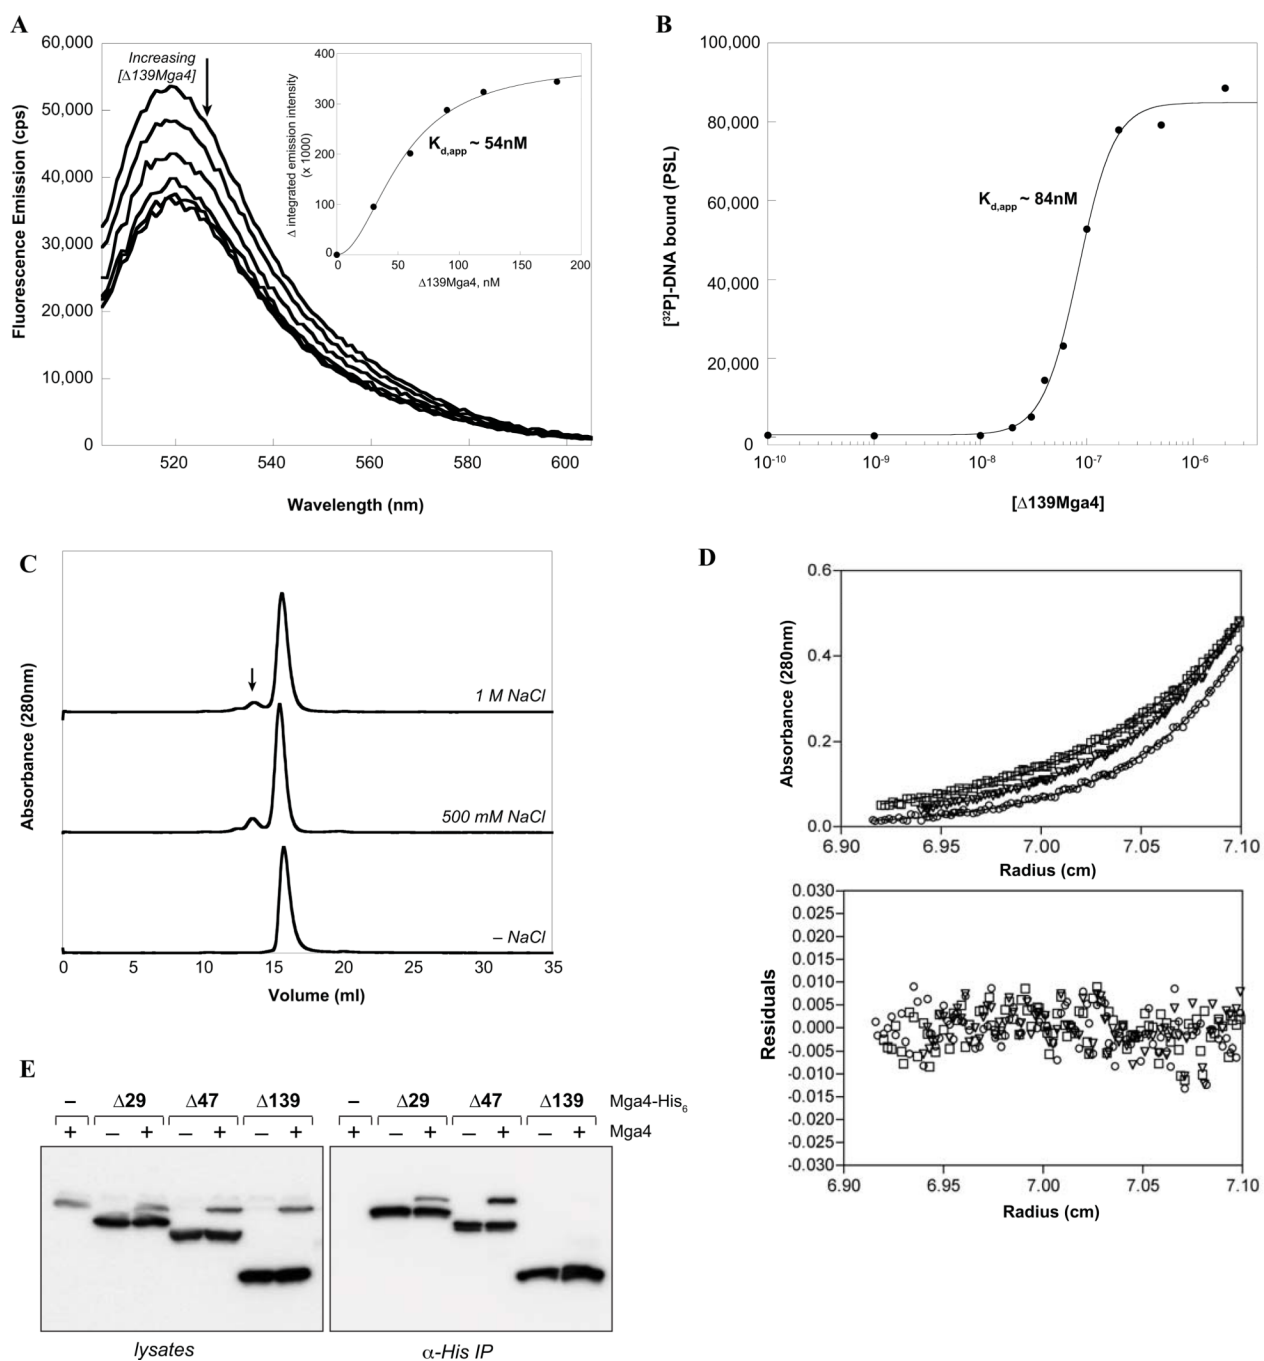 A
60,000
50,000
40,000
30,000
20,000
10,000
0
Fluorescence Emission (cps)
520
540
560
580
600
Wavelength (nm)
Increasing
[Δ139Mga4]
400
300
200
100
0
Δ integrated emission intensity
(x 1000)
0
50
100
150
200
Δ139Mga4, nM
Kd,app ~ 54nM
B
100,000
80,000
60,000
40,000
20,000
0
[32P]-DNA bound (PSL)
Kd,app ~ 84nM
10-10
10-9
10-8
10-7
10-6
[Δ139Mga4]
C
Absorbance (280nm)
1 M NaCl
500 mM NaCl
– NaCl
0
5
10
15
20
25
30
35
Volume (ml)
D
0.6
0.4
0.2
0.0
Absorbance (280nm)
6.90
6.95
7.00
7.05
7.10
Radius (cm)
0.030
0.025
0.020
0.015
0.010
0.005
0.000
-0.005
-0.010
-0.015
-0.020
-0.025
-0.030
Residuals
6.90
6.95
7.00
7.05
7.10
Radius (cm)
E
– Δ29 Δ47 Δ139 – Δ29 Δ47 Δ139 Mga4-His6
+ – + – + – + + – + – + – + Mga4
lysates
α-His IP